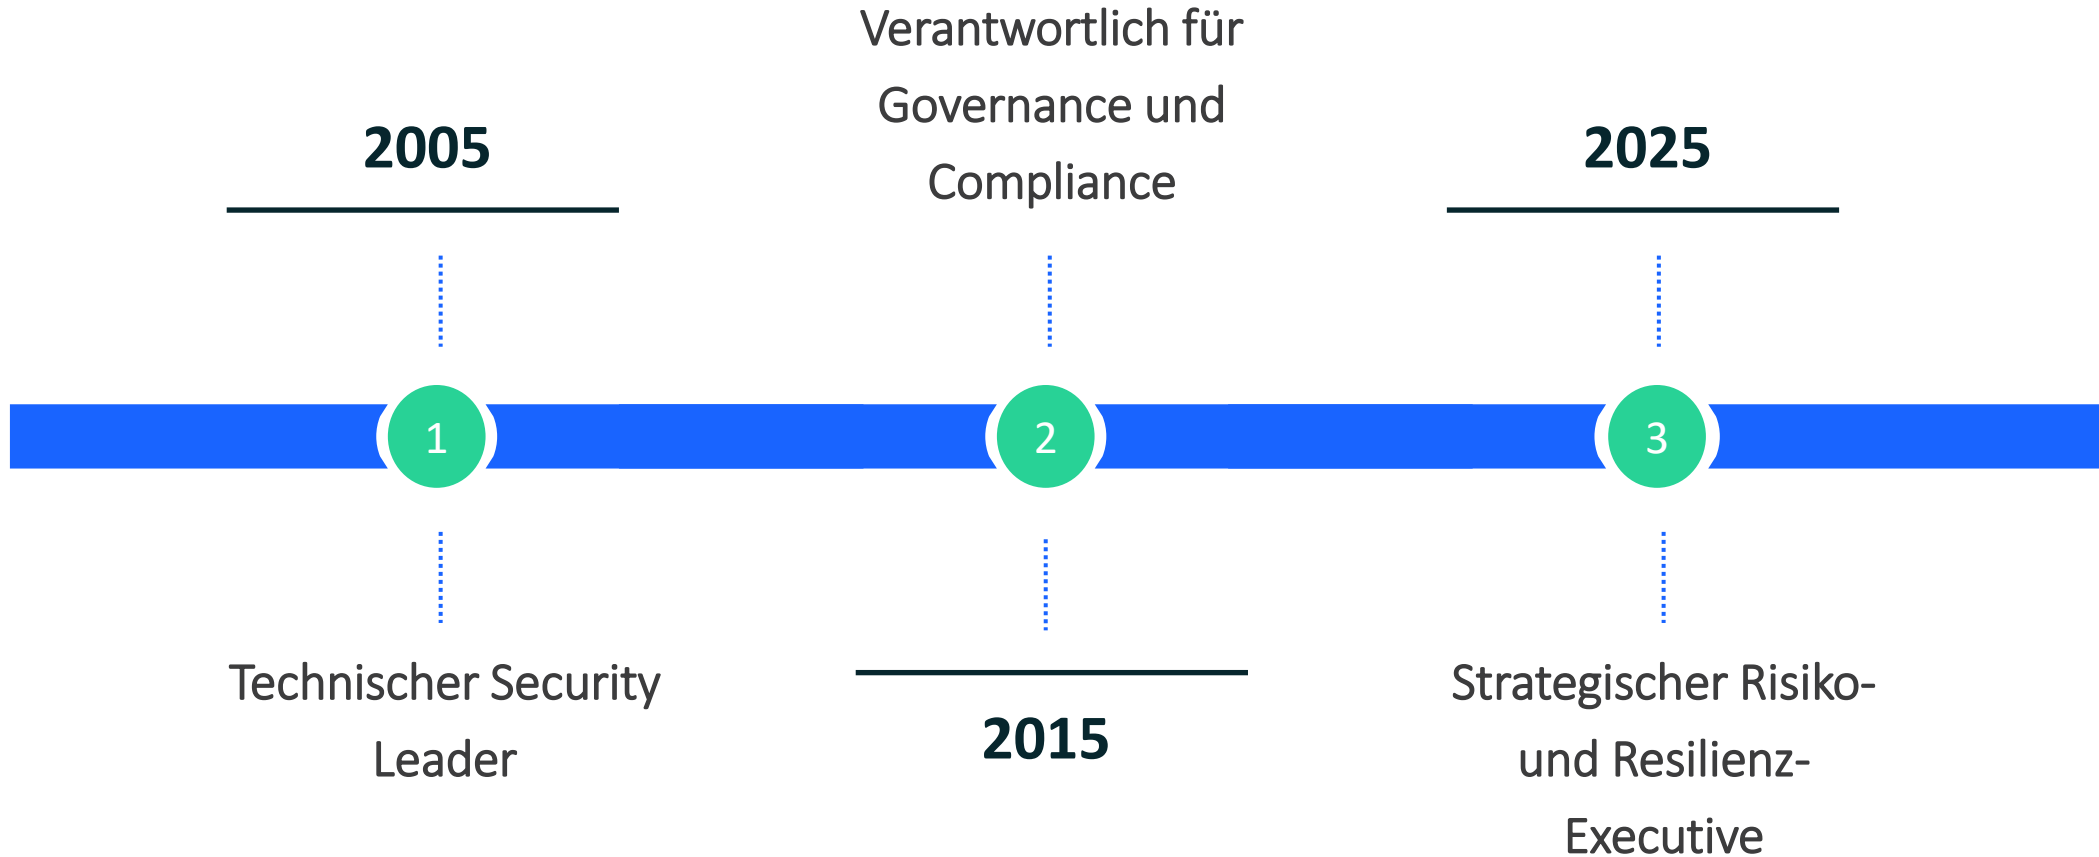 2005
1
Technischer Security
Leader
Verantwortlich für
Governance und
Compliance
2
2015
2025
3
Strategischer Risiko-
und Resilienz-
Executive